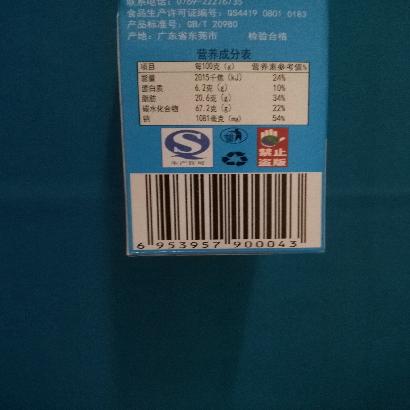 联系电话: 0769-22276735
食品生产许可证编号: QS4419 0801 0183
产品标准号: GB/T 20980
产地: 广东省东莞市 检验合格
营养成分表
项目 每100克 (g) 营养素参考值%
能量 2015千焦 (kJ) 24%
蛋白质 6.2克 (g) 10%
脂肪 20.6克 (g) 34%
碳水化合物 67.2克 (g) 22%
钠 1081毫克 (mg) 54%
生产许可
禁止
盗版
6 953957 900043